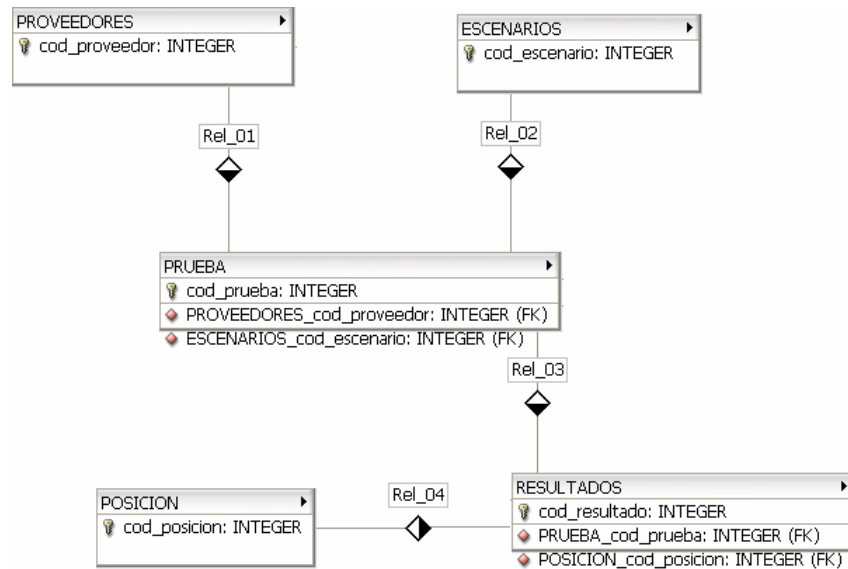 PROVEEDORES
cod_proveedor: INTEGER
ESCENARIOS
cod_escenario: INTEGER
Rel_01
Rel_02
PRUEBA
cod_prueba: INTEGER
PROVEEDORES_cod_proveedor: INTEGER (FK)
ESCENARIOS_cod_escenario: INTEGER (FK)
Rel_03
POSICION
cod_posicion: INTEGER
Rel_04
RESULTADOS
cod_resultado: INTEGER
PRUEBA_cod_prueba: INTEGER (FK)
POSICION_cod_posicion: INTEGER (FK)